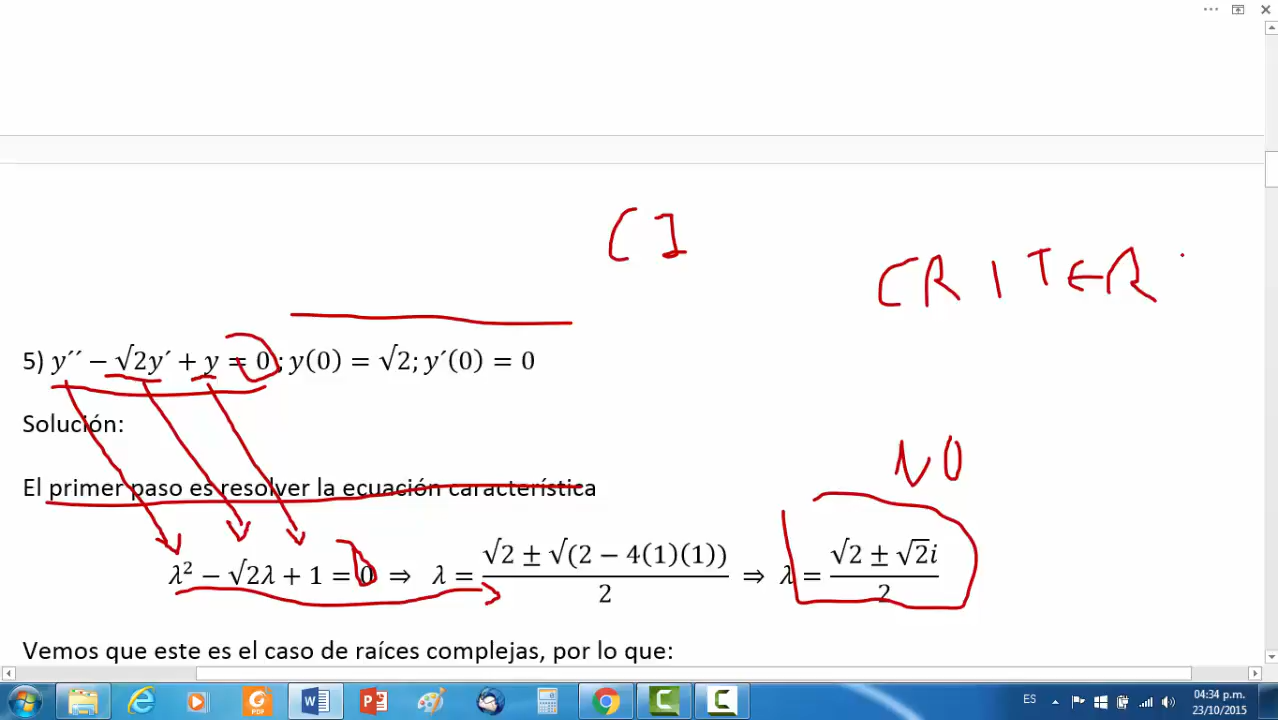 CI
CRITER
5) y´´ − √2y´ + y = 0 ; y(0) = √2; y´(0) = 0
Solución:
NO
El primer paso es resolver la ecuación característica
λ² − √2λ + 1 = 0 ⇒ λ = (√2 ± √(2 − 4(1)(1)))/2 ⇒ λ = (√2 ± √2i)/2
Vemos que este es el caso de raíces complejas, por lo que:
PDF
ES
04:34 p.m.
23/10/2015